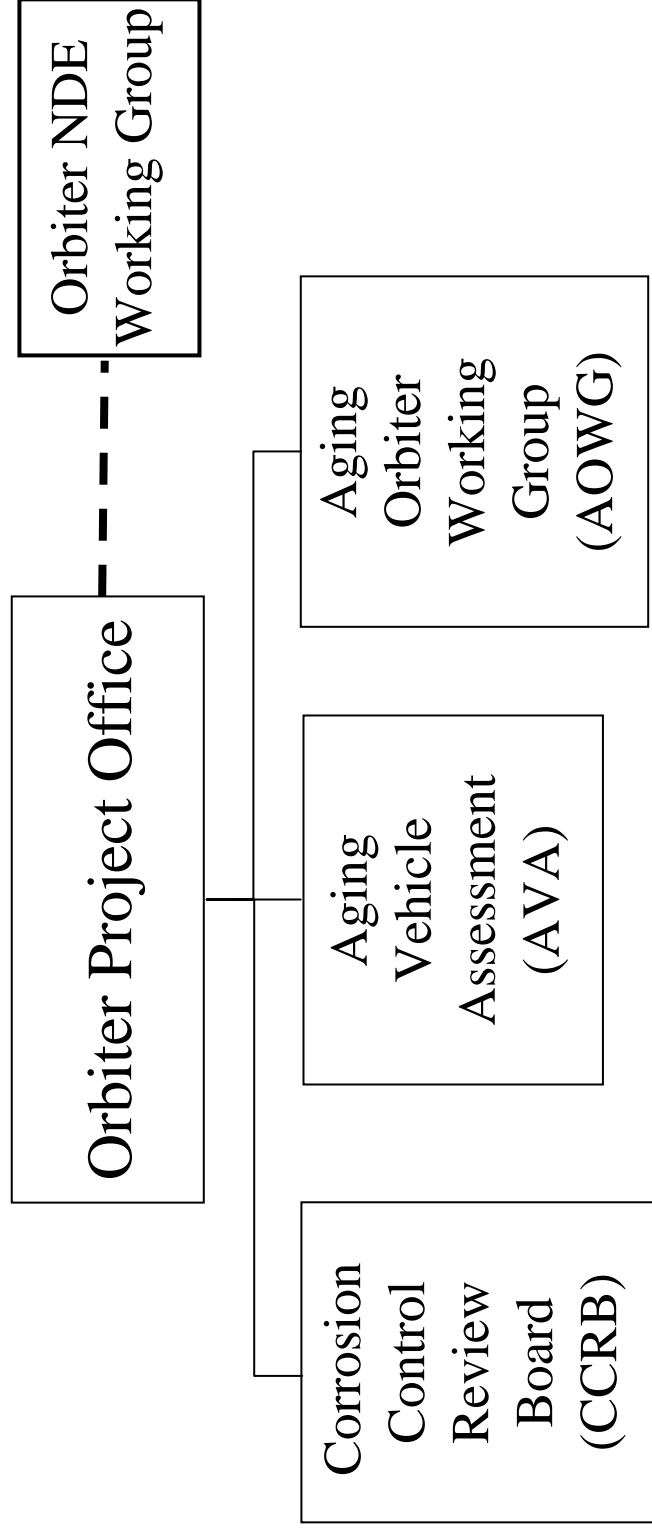 Orbiter Project Office
Orbiter NDE
Working Group
Corrosion
Control
Review
Board
(CCRB)
Aging
Vehicle
Assessment
(AVA)
Aging
Orbiter
Working
Group
(AOWG)